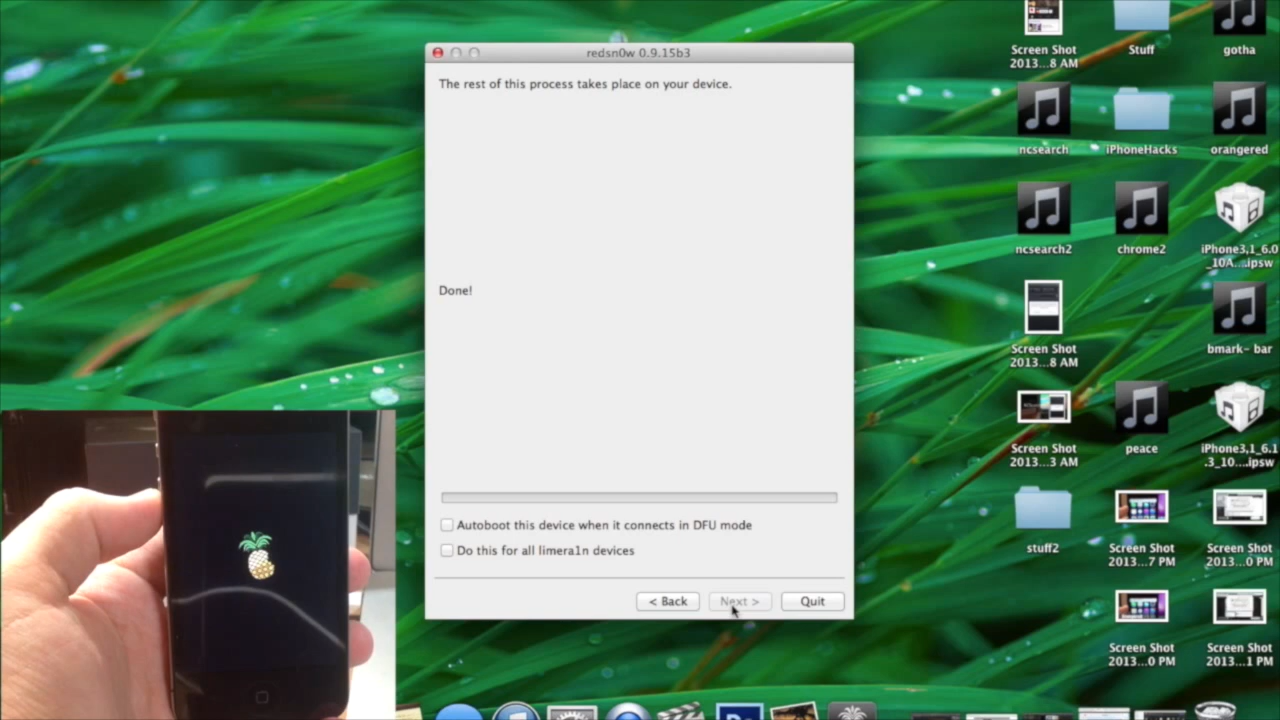 redsn0w 0.9.15b3
The rest of this process takes place on your device.
Done!
Autoboot this device when it connects in DFU mode
Do this for all limera1n devices
< Back
Next >
Quit
Screen Shot
2013...8 AM
Stuff
gotha
ncsearch
iPhoneHacks
orangered
ncsearch2
chrome2
iPhone3,1_6.0
_10A....ipsw
Screen Shot
2013...8 AM
bmark- bar
Screen Shot
2013...3 AM
peace
iPhone3,1_6.1
.3_10....ipsw
stuff2
Screen Shot
2013...7 PM
Screen Shot
2013...0 PM
Screen Shot
2013...0 PM
Screen Shot
2013...1 PM